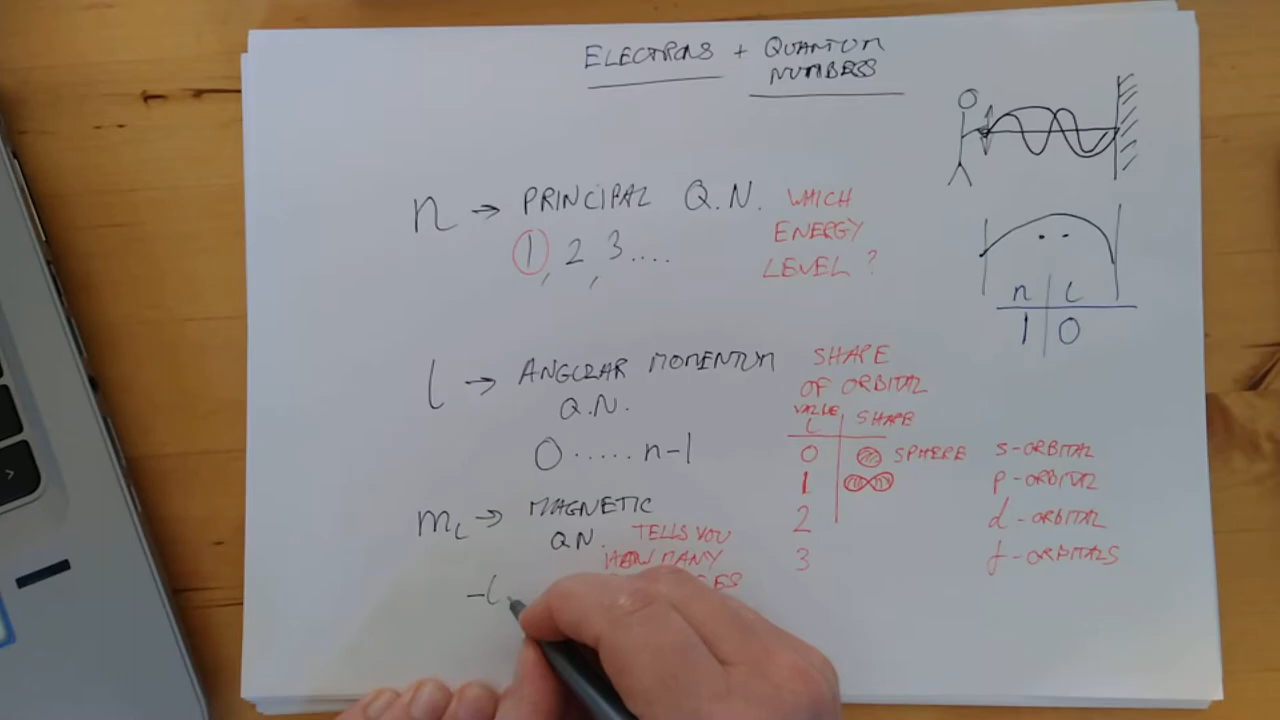 ELECTRONS + QUANTUM
NUMBERS
n → PRINCIPAL Q.N.
1, 2, 3....
WHICH
ENERGY
LEVEL ?
n l
1 0
l → ANGULAR MOMENTUM
Q.N.
0 ..... n-1
SHAPE
OF ORBITAL
VALUE
L SHAPE
0 SPHERE s-ORBITAL
1 p-ORBITAL
2 d-ORBITAL
3 f-ORBITALS
mL → MAGNETIC
Q.N.
TELLS YOU
HOW MANY
-l